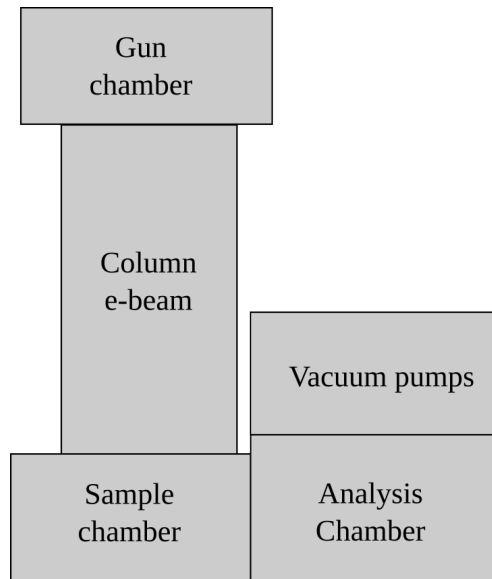 Gun
chamber
Column
e-beam
Vacuum pumps
Sample
chamber
Analysis
Chamber